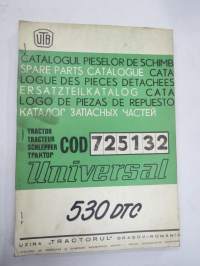 UTB
CATALOGUL PIESELOR DE SCHIMB
SPARE PARTS CATALOGUE CATA
LOGUE DES PIECES DETACHEES
ERSATZTEILKATALOG CATA
LOGO DE PIEZAS DE REPUESTO
КАТАЛОГ ЗАПАСНЫХ ЧАСТЕЙ
TRACTOR
TRACTEUR
SCHLEPPER
ТРАКТОР
COD 725132
Universal
530 DTC
UZINA „TRACTORUL" BRASOV-ROMANIA